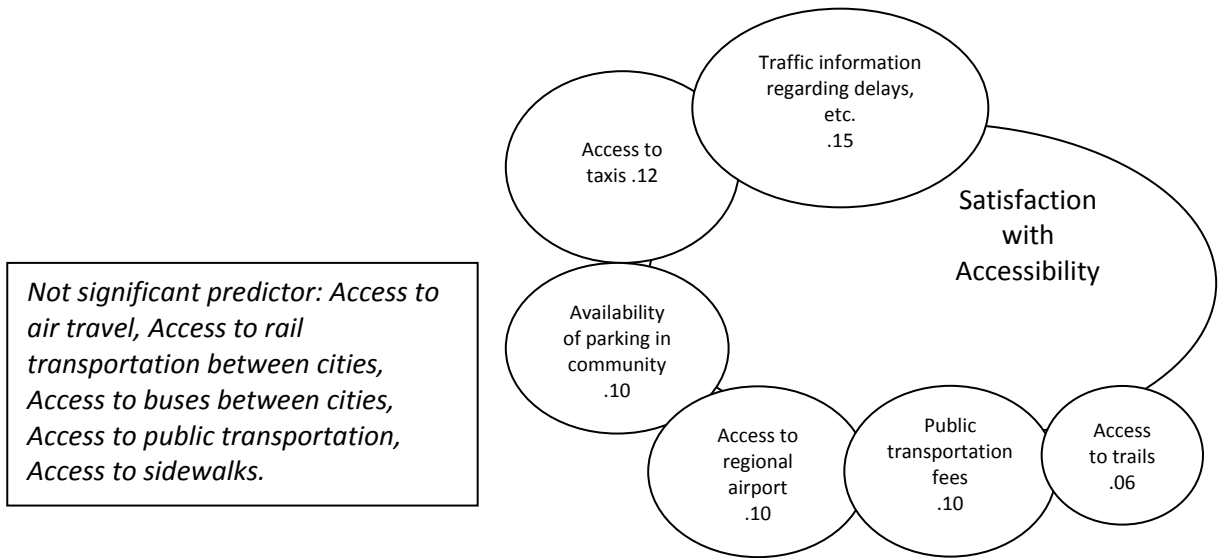 Traffic information
regarding delays,
etc.
.15
Access to
taxis .12
Satisfaction
with
Accessibility
Not significant predictor: Access to
air travel, Access to rail
transportation between cities,
Access to buses between cities,
Access to public transportation,
Access to sidewalks.
Availability
of parking in
community
.10
Access to
regional
airport
.10
Public
transportation
fees
.10
Access
to trails
.06